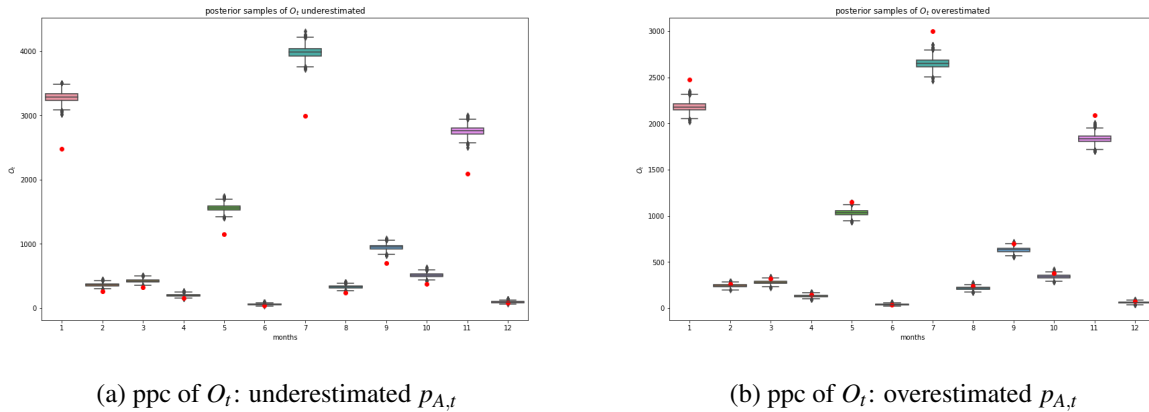 posterior samples of O_t underestimated
4000
3000
2000
1000
0
O_t
1 2 3 4 5 6 7 8 9 10 11 12
months
(a) ppc of O_t: underestimated p_{A,t}
posterior samples of O_t overestimated
3000
2500
2000
1500
1000
500
0
O_t
1 2 3 4 5 6 7 8 9 10 11 12
months
(b) ppc of O_t: overestimated p_{A,t}